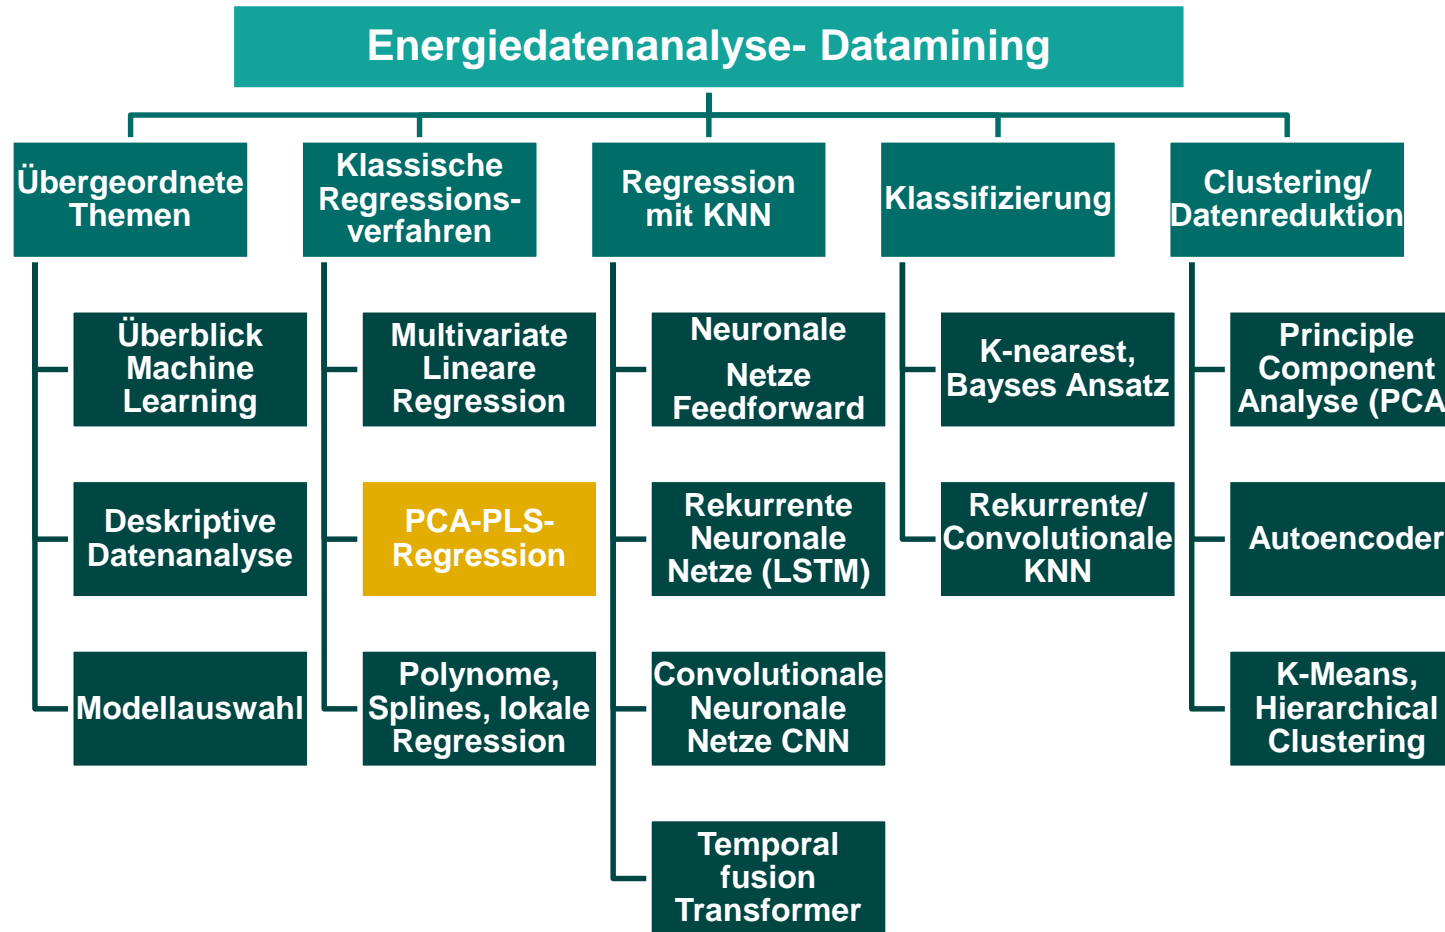 Energiedatenanalyse- Datamining
Übergeordnete
Themen
Klassische
Regressions-
verfahren
Regression
mit KNN
Klassifizierung
Clustering/
Datenreduktion
Überblick
Machine
Learning
Deskriptive
Datenanalyse
Modellauswahl
Multivariate
Lineare
Regression
PCA-PLS-
Regression
Polynome,
Splines, lokale
Regression
Neuronale
Netze
Feedforward
Rekurrente
Neuronale
Netze (LSTM)
Convolutionale
Neuronale
Netze CNN
Temporal
fusion
Transformer
K-nearest,
Bayses Ansatz
Rekurrente/
Convolutionale
KNN
Principle
Component
Analyse (PCA
Autoencoder
K-Means,
Hierarchical
Clustering